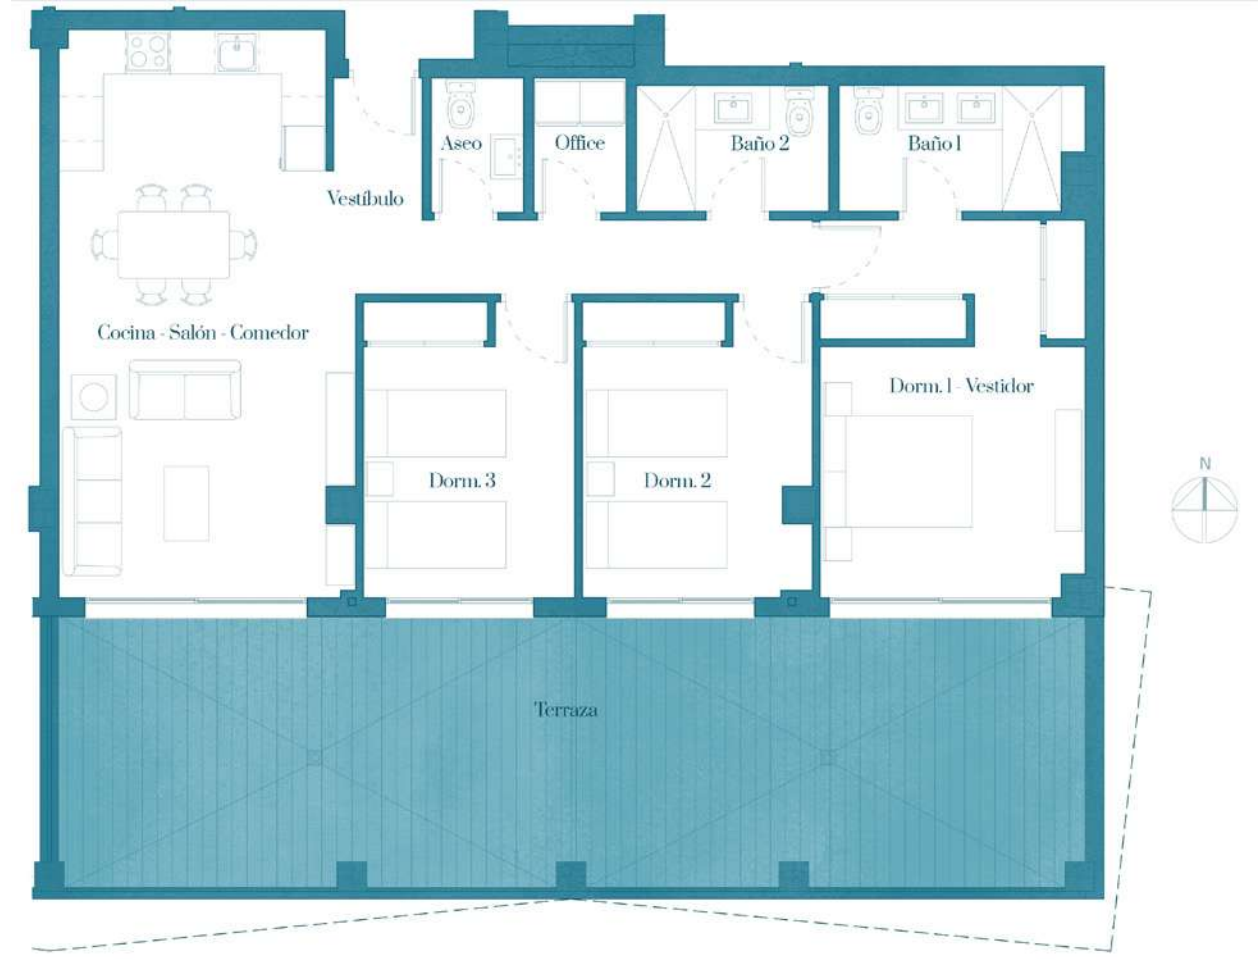 Aseo
Office
Baño 2
Baño 1
Vestíbulo
Cocina - Salón - Comedor
Dorm. 1 - Vestidor
Dorm. 3
Dorm. 2
N
Terraza